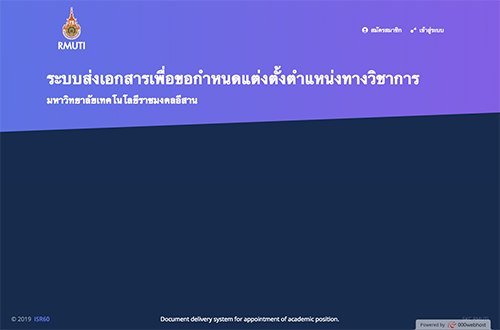 RMUTI
สมัครสมาชิก
เข้าสู่ระบบ
ระบบส่งเอกสารเพื่อขอกำหนดแต่งตั้งตำแหน่งทางวิชาการ
มหาวิทยาลัยเทคโนโลยีราชมงคลอีสาน
© 2019 ISR60
Document delivery system for appointment of academic position.
Powered by 000webhost